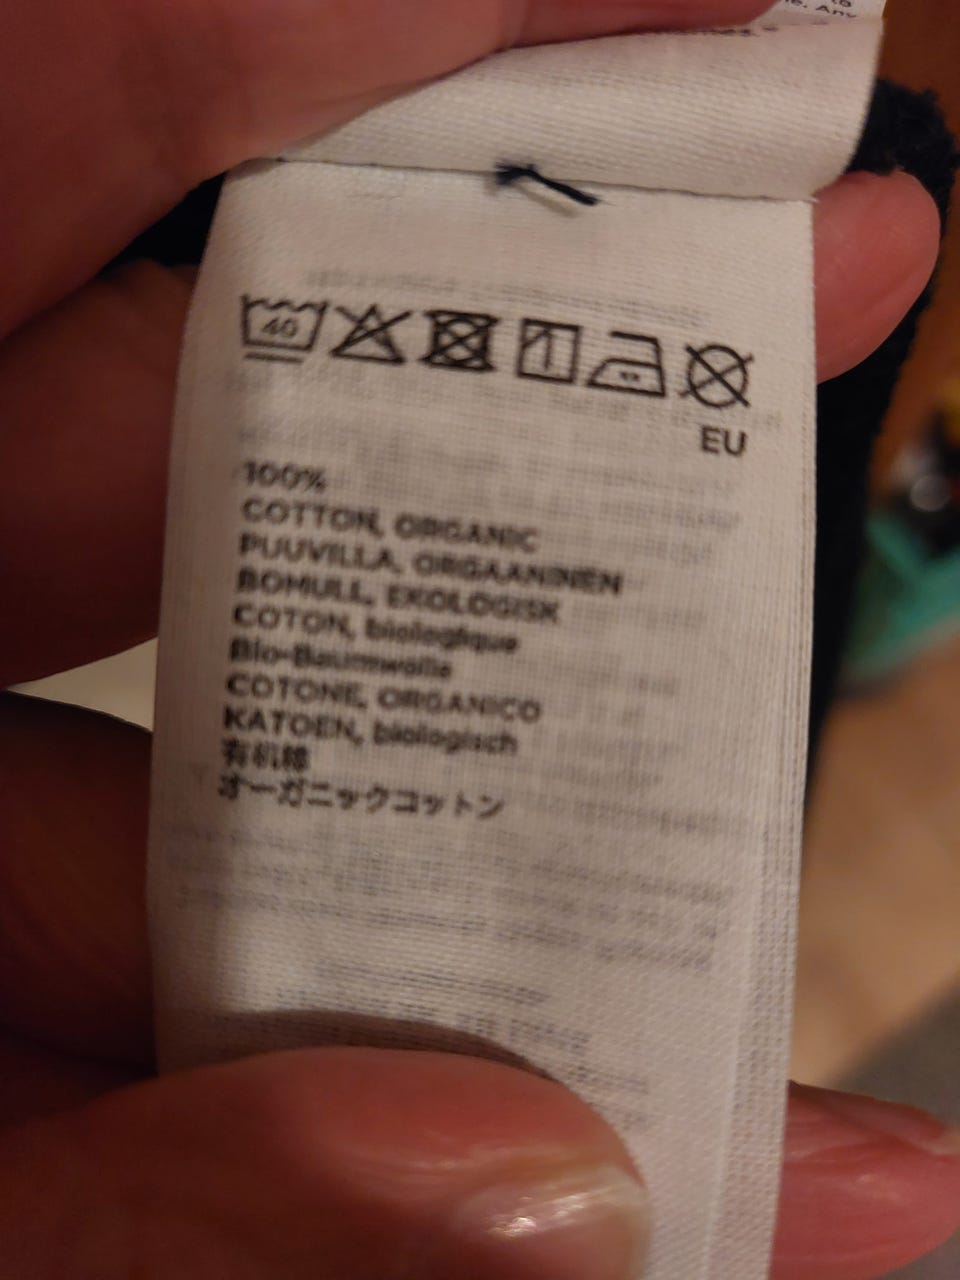 40
EU
100%
COTTON, ORGANIC
PUUVILLA, ORGAANINEN
BOMULL, EKOLOGISK
COTON, biologique
Bio-Baumwolle
COTONE, ORGANICO
KATOEN, biologisch
有机棉
オーガニックコットン